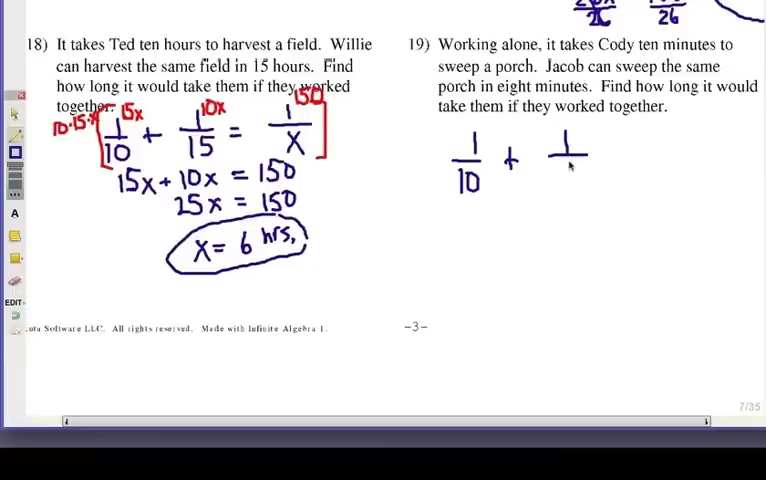 26
26
18) It takes Ted ten hours to harvest a field. Willie
can harvest the same field in 15 hours. Find
how long it would take them if they worked
together.
10·15·x [ 1/10 15x + 1/15 10x = 1/x 150 ]
15x + 10x = 150
25x = 150
x = 6 hrs.
19) Working alone, it takes Cody ten minutes to
sweep a porch. Jacob can sweep the same
porch in eight minutes. Find how long it would
take them if they worked together.
1/10 + 1/
A
EDIT
uta Software LLC. All rights reserved. Made with Infinite Algebra 1.
-3-
7/35